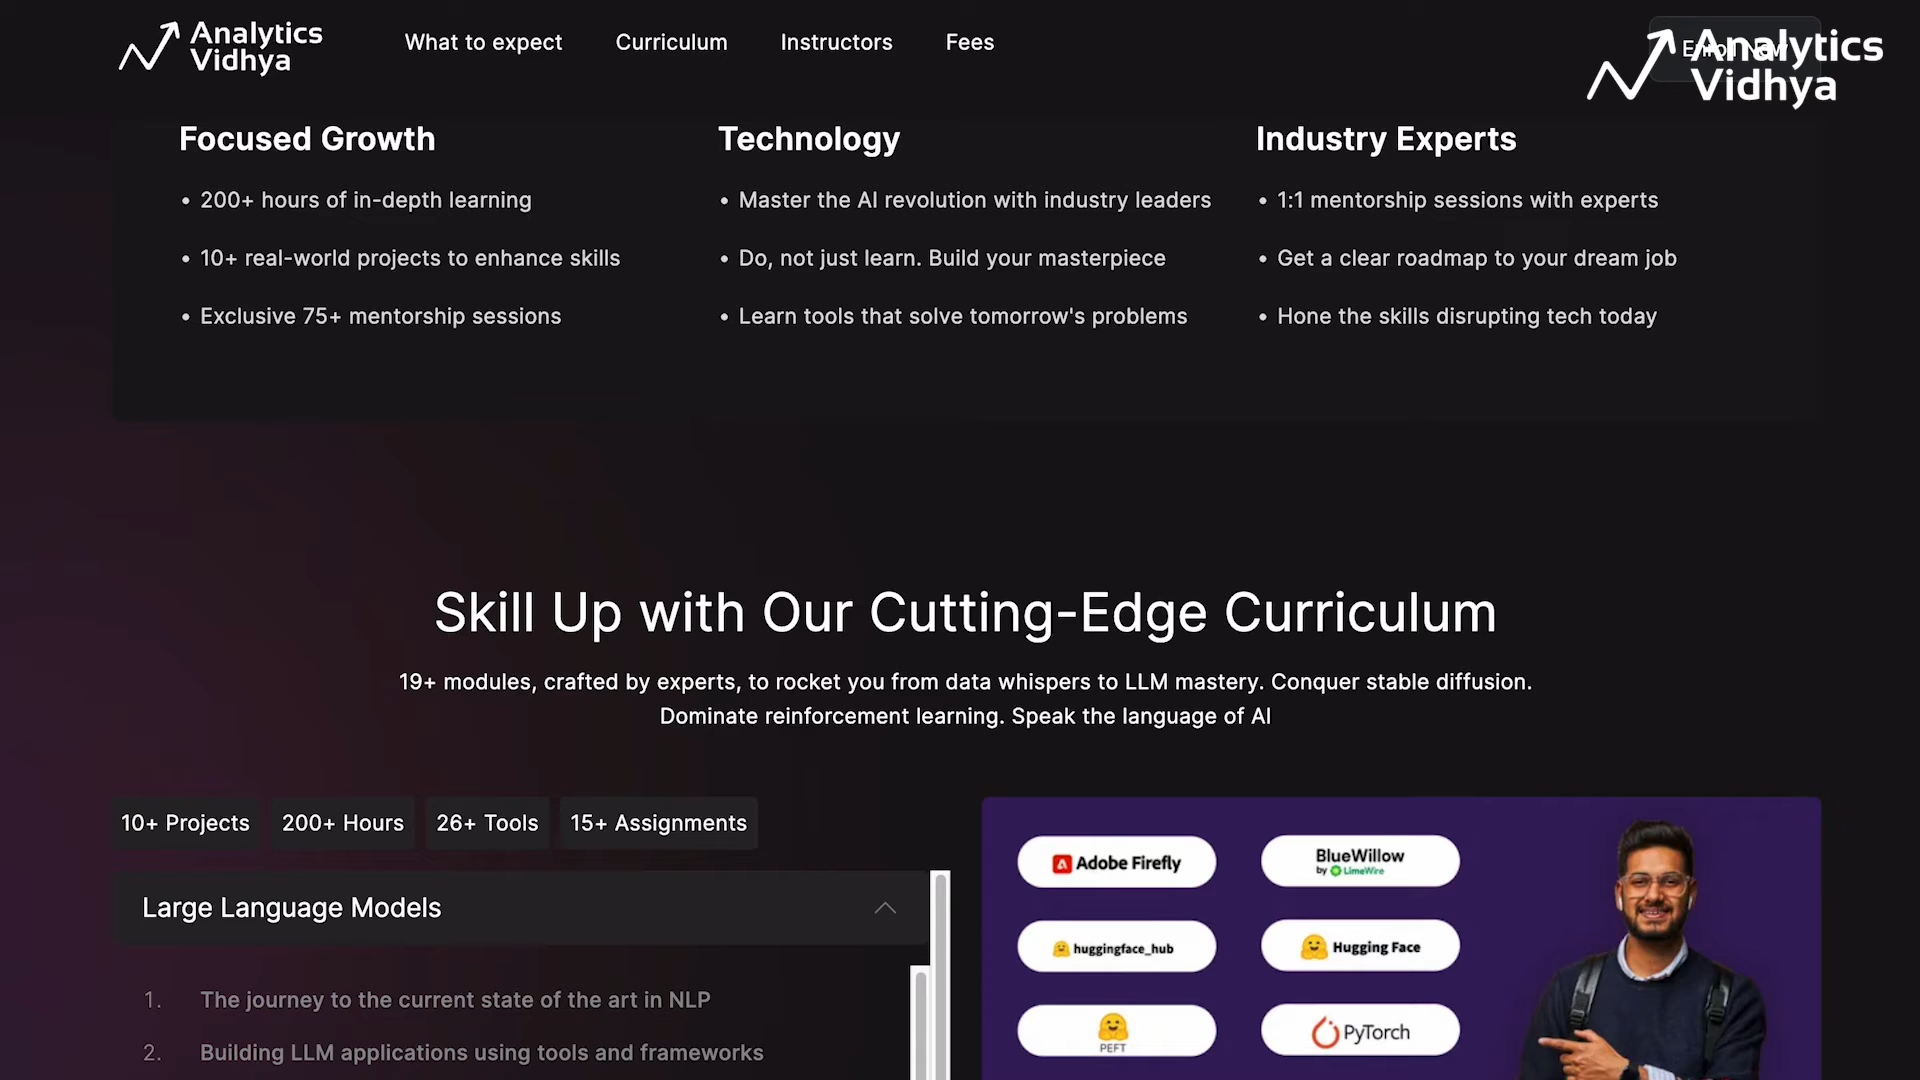 Analytics
Vidhya
What to expect
Curriculum
Instructors
Fees
Enroll Now
Analytics
Vidhya
Focused Growth
• 200+ hours of in-depth learning
• 10+ real-world projects to enhance skills
• Exclusive 75+ mentorship sessions
Technology
• Master the AI revolution with industry leaders
• Do, not just learn. Build your masterpiece
• Learn tools that solve tomorrow's problems
Industry Experts
• 1:1 mentorship sessions with experts
• Get a clear roadmap to your dream job
• Hone the skills disrupting tech today
Skill Up with Our Cutting-Edge Curriculum
19+ modules, crafted by experts, to rocket you from data whispers to LLM mastery. Conquer stable diffusion.
Dominate reinforcement learning. Speak the language of AI
10+ Projects
200+ Hours
26+ Tools
15+ Assignments
Large Language Models
1. The journey to the current state of the art in NLP
2. Building LLM applications using tools and frameworks
Adobe Firefly
BlueWillow
by LimeWire
huggingface_hub
Hugging Face
PEFT
PyTorch